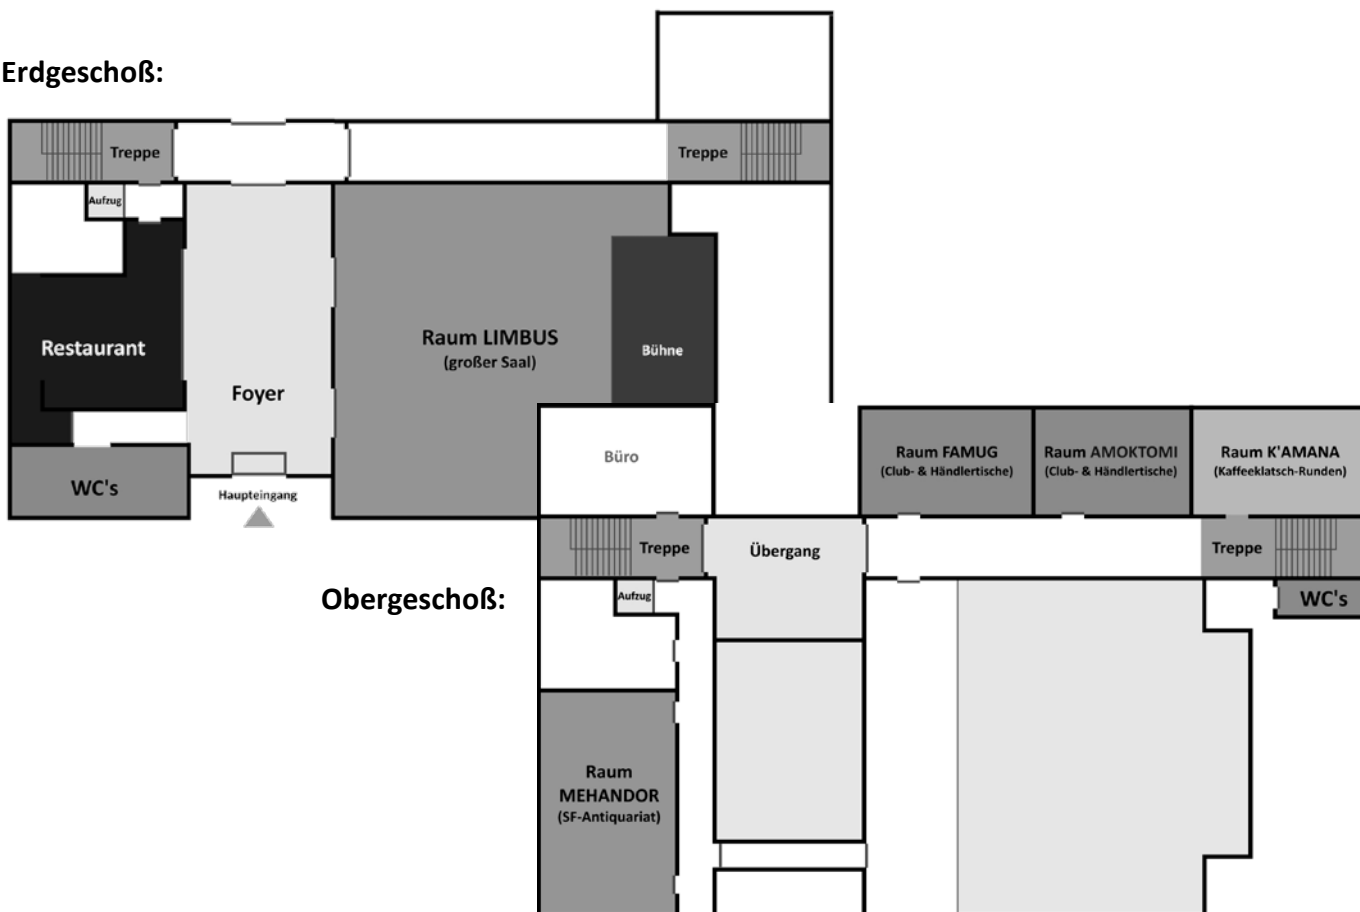 Erdgeschoß:
Treppe
Treppe
Aufzug
Restaurant
Foyer
Raum LIMBUS
(großer Saal)
Bühne
WC's
Haupteingang
Büro
Raum FAMUG
(Club- & Händlertische)
Raum AMOKTOMI
(Club- & Händlertische)
Raum K'AMANA
(Kaffeeklatsch-Runden)
Obergeschoß:
Treppe
Übergang
Treppe
Aufzug
WC's
Raum
MEHANDOR
(SF-Antiquariat)